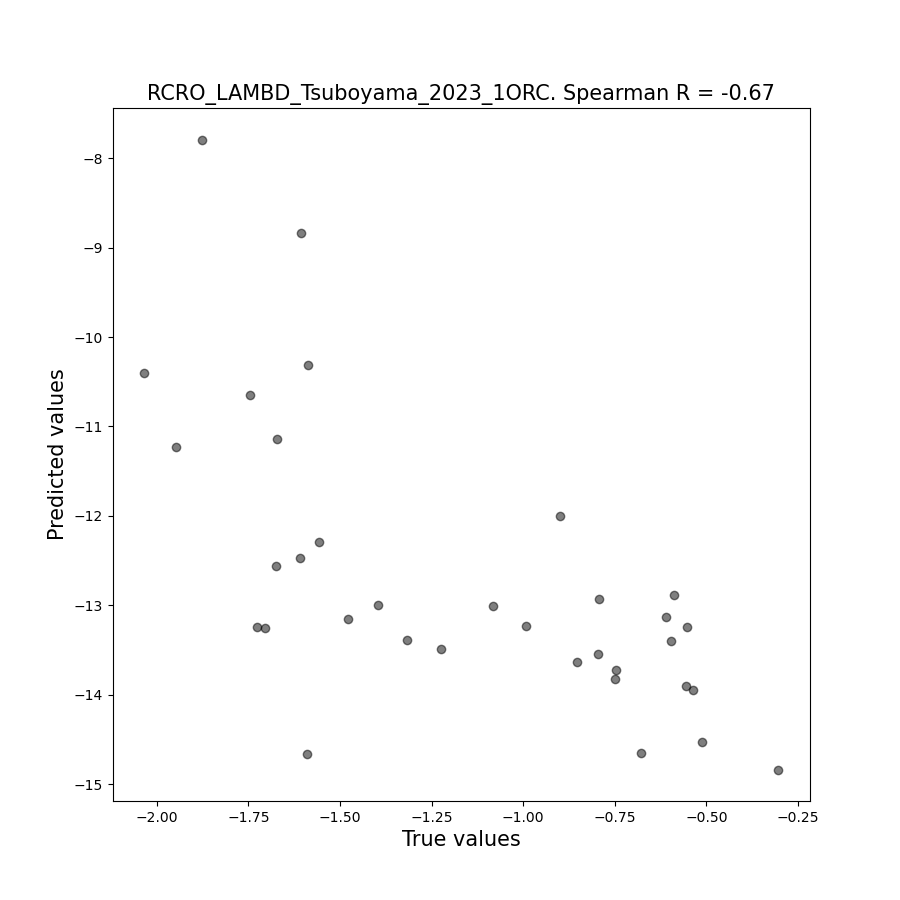 RCRO_LAMBD_Tsuboyama_2023_1ORC. Spearman R = -0.67
−8
−9
−10
−11
−12
−13
−14
−15
Predicted values
−2.00 −1.75 −1.50 −1.25 −1.00 −0.75 −0.50 −0.25
True values